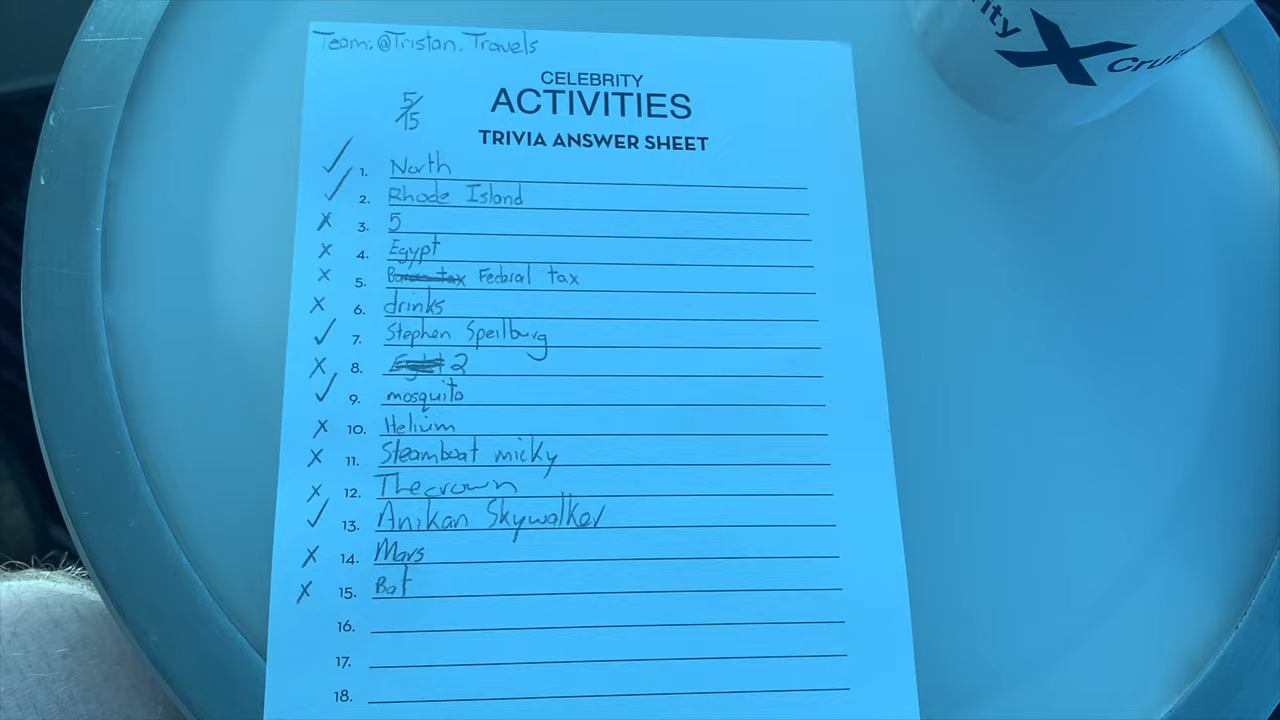 Team: @Tristan.Travels
CELEBRITY
ACTIVITIES
TRIVIA ANSWER SHEET
5/15
✓ 1. North
✓ 2. Rhode Island
✗ 3. 5
✗ 4. Egypt
✗ 5. Federal tax
✗ 6. drinks
✓ 7. Stephen Speilburg
✗ 8. 2
✓ 9. mosquito
✗ 10. Helium
✗ 11. Steamboat micky
✗ 12. The crown
✓ 13. Anikan Skywalker
✗ 14. Mars
✗ 15. Bat
16.
17.
18.
rity X Cruis